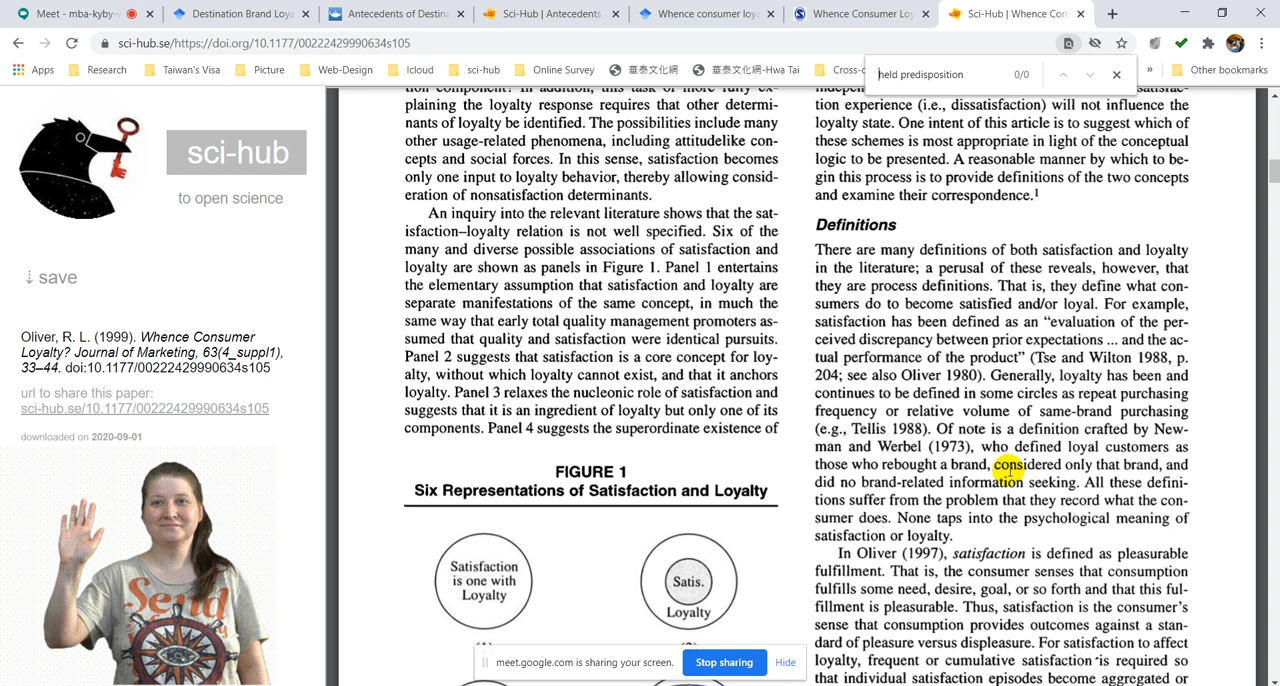 Meet - mba-kyby-v
Destination Brand Loya
Antecedents of Destina
Sci-Hub | Antecedents
Whence consumer loya
Whence Consumer Lo
Sci-Hub | Whence Con
sci-hub.se/https://doi.org/10.1177/00222429990634s105
Apps
Research
Taiwan's Visa
Picture
Web-Design
Icloud
sci-hub
Online Survey
華泰文化網
華泰文化網-Hwa Tai
Cross-c
»
Other bookmarks
held predisposition
0/0
sci-hub
to open science
↓ save
Oliver, R. L. (1999). Whence Consumer
Loyalty? Journal of Marketing, 63(4_suppl1),
33–44. doi:10.1177/00222429990634s105
url to share this paper:
sci-hub.se/10.1177/00222429990634s105
downloaded on 2020-09-01
Send
tion component? In addition, this task of more fully ex-
plaining the loyalty response requires that other determi-
nants of loyalty be identified. The possibilities include many
other usage-related phenomena, including attitudelike con-
cepts and social forces. In this sense, satisfaction becomes
only one input to loyalty behavior, thereby allowing consid-
eration of nonsatisfaction determinants.
An inquiry into the relevant literature shows that the sat-
isfaction–loyalty relation is not well specified. Six of the
many and diverse possible associations of satisfaction and
loyalty are shown as panels in Figure 1. Panel 1 entertains
the elementary assumption that satisfaction and loyalty are
separate manifestations of the same concept, in much the
same way that early total quality management promoters as-
sumed that quality and satisfaction were identical pursuits.
Panel 2 suggests that satisfaction is a core concept for loy-
alty, without which loyalty cannot exist, and that it anchors
loyalty. Panel 3 relaxes the nucleonic role of satisfaction and
suggests that it is an ingredient of loyalty but only one of its
components. Panel 4 suggests the superordinate existence of
FIGURE 1
Six Representations of Satisfaction and Loyalty
Satisfaction
is one with
Loyalty
Satis.
Loyalty
tion experience (i.e., dissatisfaction) will not influence the
loyalty state. One intent of this article is to suggest which of
these schemes is most appropriate in light of the conceptual
logic to be presented. A reasonable manner by which to be-
gin this process is to provide definitions of the two concepts
and examine their correspondence.¹
Definitions
There are many definitions of both satisfaction and loyalty
in the literature; a perusal of these reveals, however, that
they are process definitions. That is, they define what con-
sumers do to become satisfied and/or loyal. For example,
satisfaction has been defined as an “evaluation of the per-
ceived discrepancy between prior expectations ... and the ac-
tual performance of the product” (Tse and Wilton 1988, p.
204; see also Oliver 1980). Generally, loyalty has been and
continues to be defined in some circles as repeat purchasing
frequency or relative volume of same-brand purchasing
(e.g., Tellis 1988). Of note is a definition crafted by New-
man and Werbel (1973), who defined loyal customers as
those who rebought a brand, considered only that brand, and
did no brand-related information seeking. All these defini-
tions suffer from the problem that they record what the con-
sumer does. None taps into the psychological meaning of
satisfaction or loyalty.
In Oliver (1997), satisfaction is defined as pleasurable
fulfillment. That is, the consumer senses that consumption
fulfills some need, desire, goal, or so forth and that this ful-
fillment is pleasurable. Thus, satisfaction is the consumer's
sense that consumption provides outcomes against a stan-
dard of pleasure versus displeasure. For satisfaction to affect
loyalty, frequent or cumulative satisfaction is required so
that individual satisfaction episodes become aggregated or
meet.google.com is sharing your screen.
Stop sharing
Hide